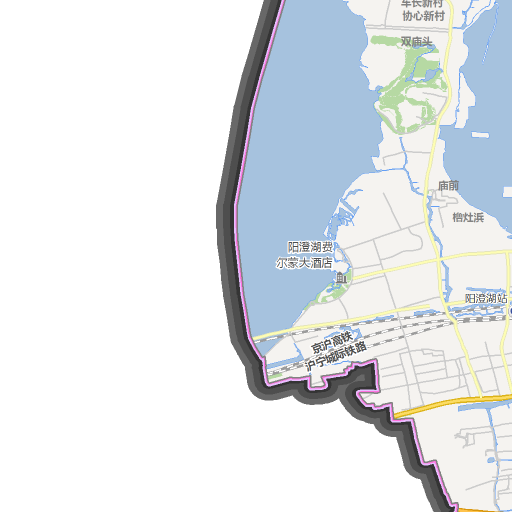 车长新村
协心新村
双庙头
庙前
枱灶浜
阳澄湖费
尔蒙大酒店
阳澄湖站
京沪高铁
沪宁城际铁路